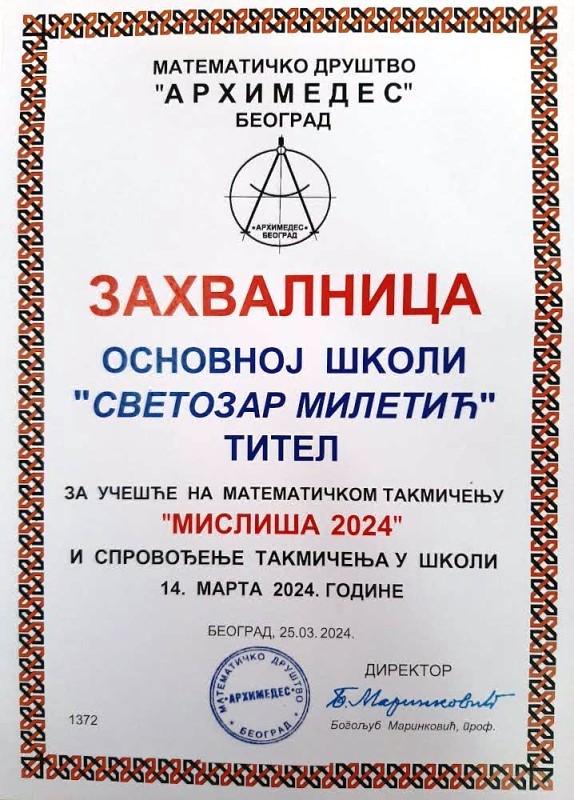 МАТЕМАТИЧКО ДРУШТВО
"АРХИМЕДЕС"
БЕОГРАД
•АРХИМЕДЕС•
БЕОГРАД
ЗАХВАЛНИЦА
ОСНОВНОЈ ШКОЛИ
"СВЕТОЗАР МИЛЕТИЋ"
ТИТЕЛ
ЗА УЧЕШЋЕ НА МАТЕМАТИЧКОМ ТАКМИЧЕЊУ
"МИСЛИША 2024"
И СПРОВОЂЕЊЕ ТАКМИЧЕЊА У ШКОЛИ
14. МАРТА 2024. ГОДИНЕ
БЕОГРАД, 25.03. 2024.
МАТЕМАТИЧКО ДРУШТВО
•АРХИМЕДЕС•
БЕОГРАД
ДИРЕКТОР
Б. Маринковић
Богољуб Маринковић, проф.
1372